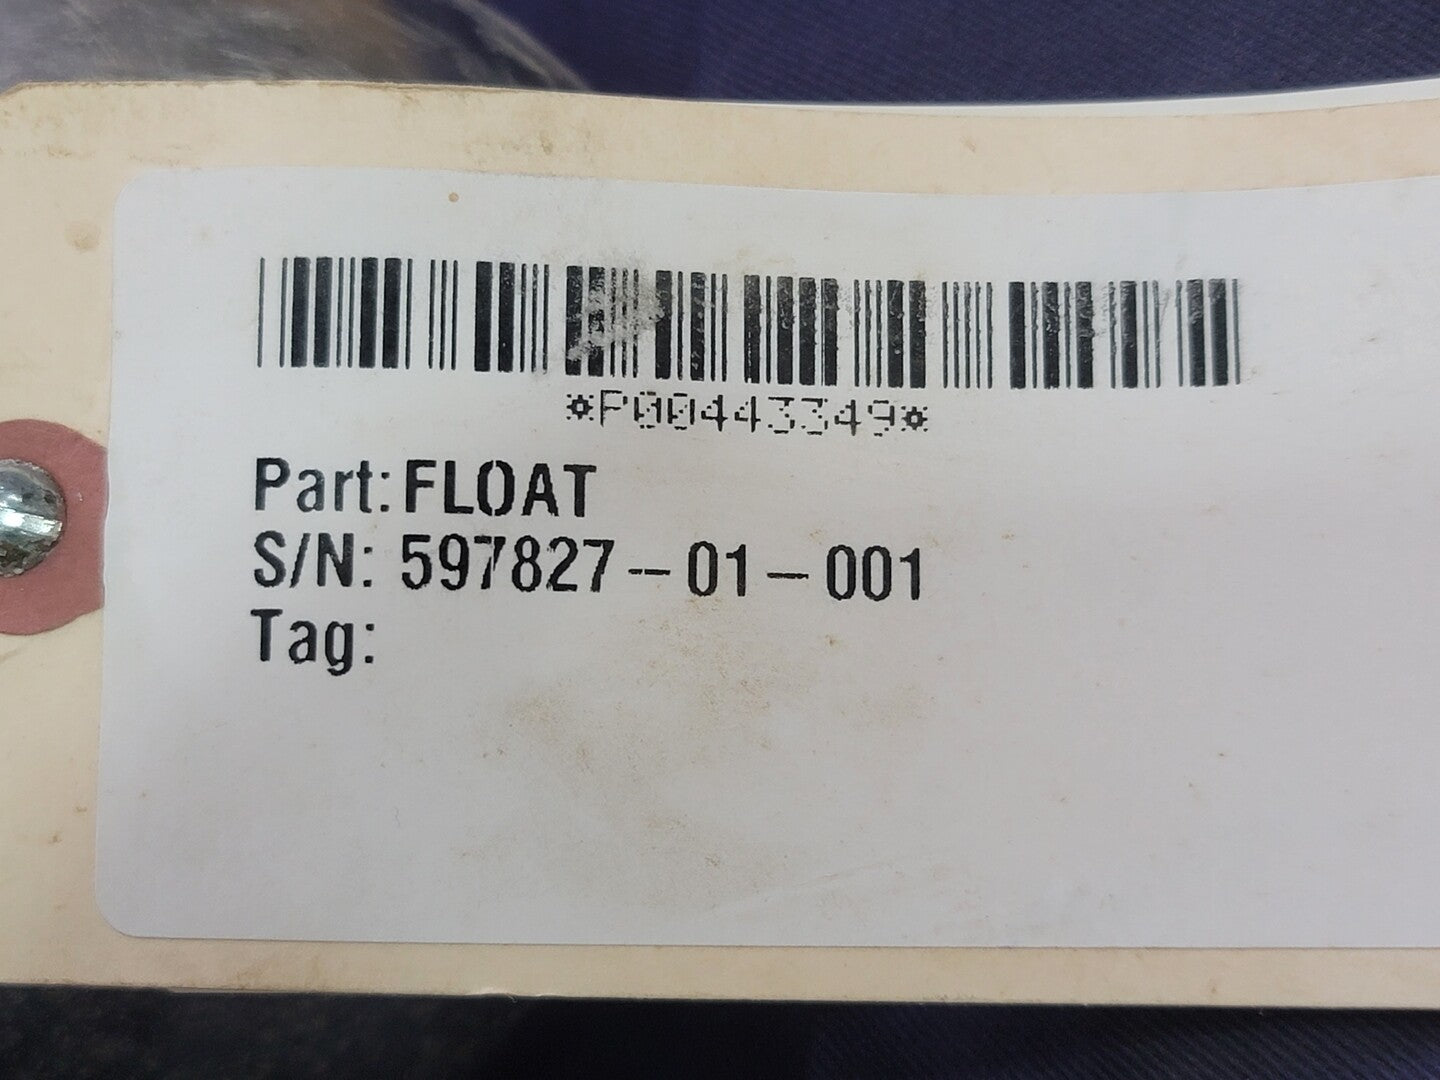 *P00443349*
Part: FLOAT
S/N: 597827-01-001
Tag: